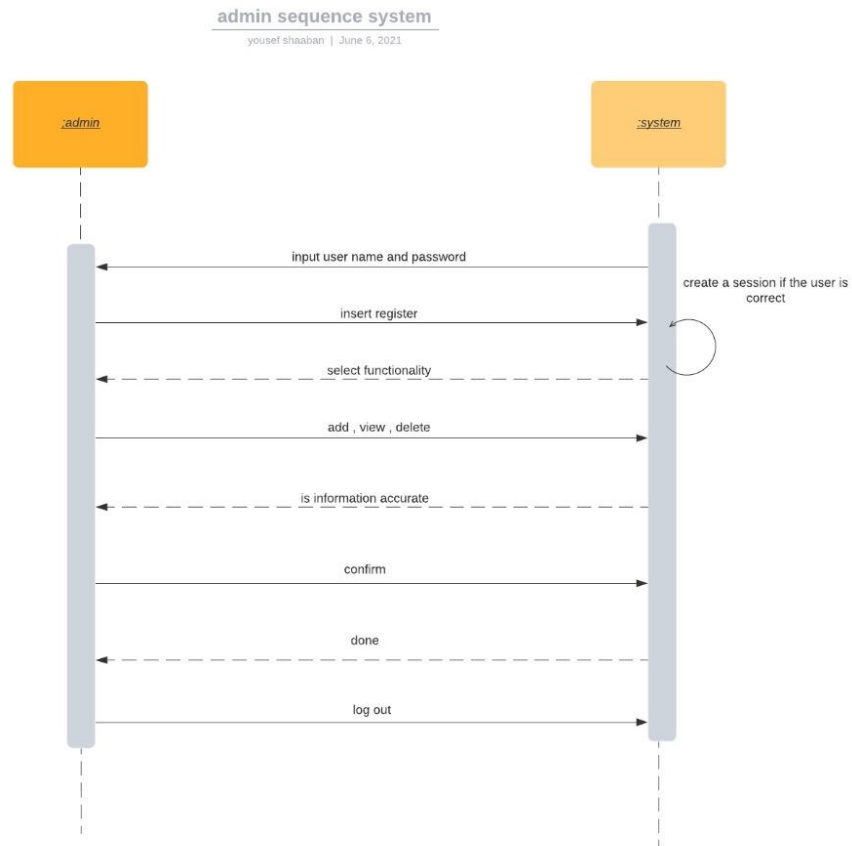 admin sequence system
yousef shaaban | June 6, 2021
:admin
:system
input user name and password
create a session if the user is
correct
insert register
select functionality
add , view , delete
is information accurate
confirm
done
log out